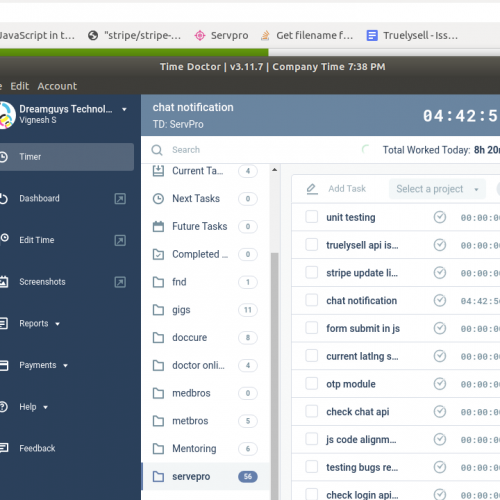 JavaScript in t… "stripe/stripe-… Servpro Get filename f… Truelysell - Iss…
Time Doctor | v3.11.7 | Company Time 7:38 PM
Edit Account
Dreamguys Technol…
Vignesh S
Timer
Dashboard
Edit Time
Screenshots
Reports
Payments
Help
Feedback
chat notification
TD: ServPro
04:42:5
Search
Total Worked Today: 8h 20
Current Ta… 4
Next Tasks 4
Future Tasks 4
Completed … 6
fnd 1
gigs 11
doccure 8
doctor onli… 4
medbros 6
metbros 5
Mentoring 6
servepro 56
Add Task Select a project
unit testing 00:00:0
truelysell api is… 00:00:0
stripe update li… 00:00:0
chat notification 04:42:5
form submit in js 00:00:0
current latlng s… 00:00:0
otp module 00:00:0
check chat api 00:00:0
js code alignm… 00:00:0
testing bugs re… 00:00:0
check login api… 00:00:0